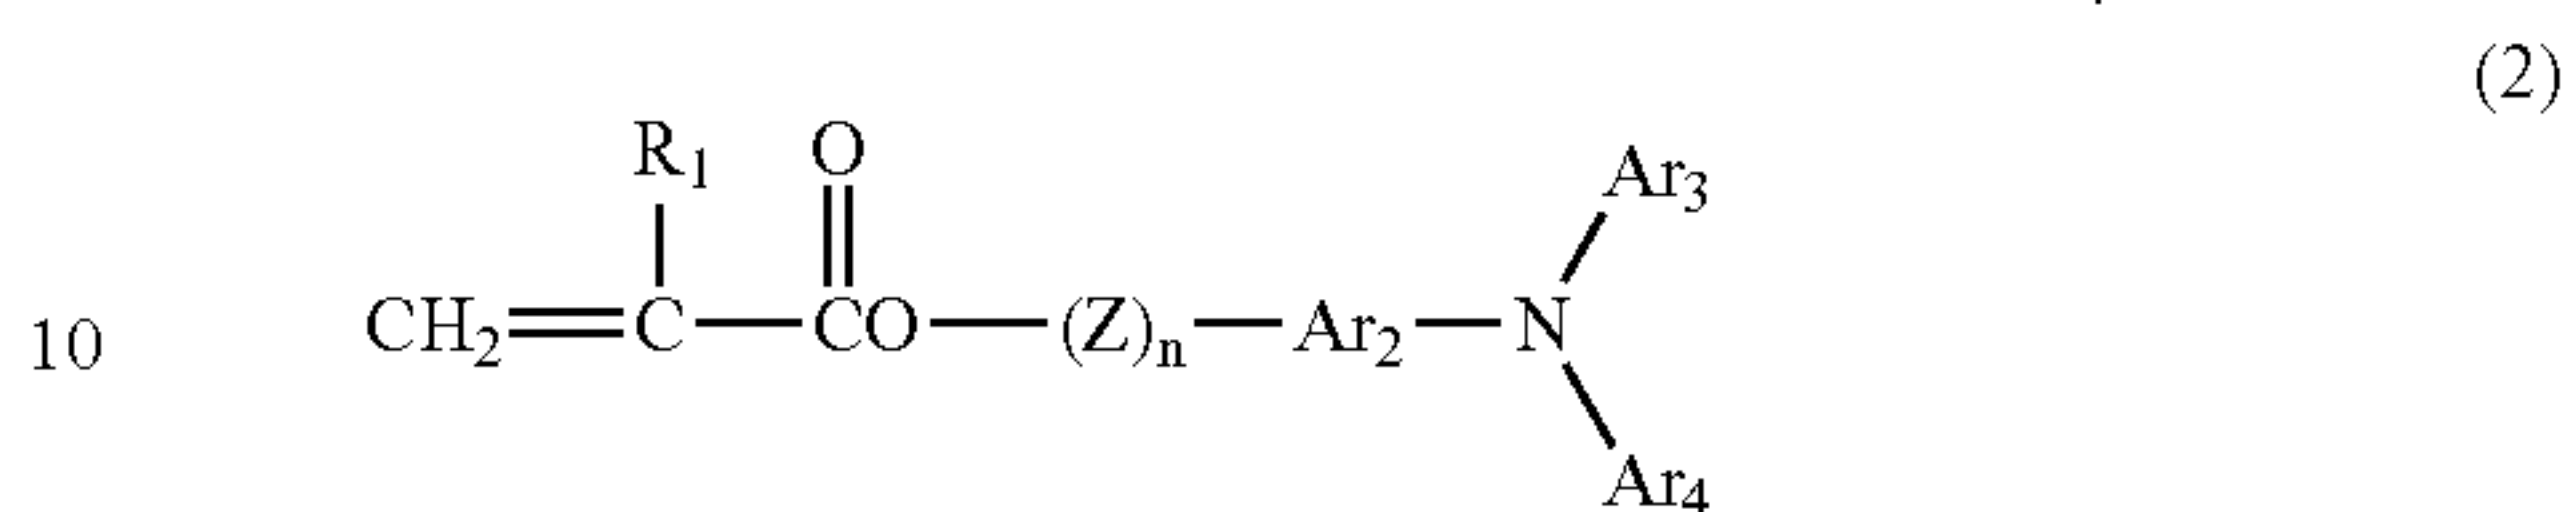 (2)
R1 O Ar3
10 CH2=C—CO—(Z)n—Ar2—N
Ar4